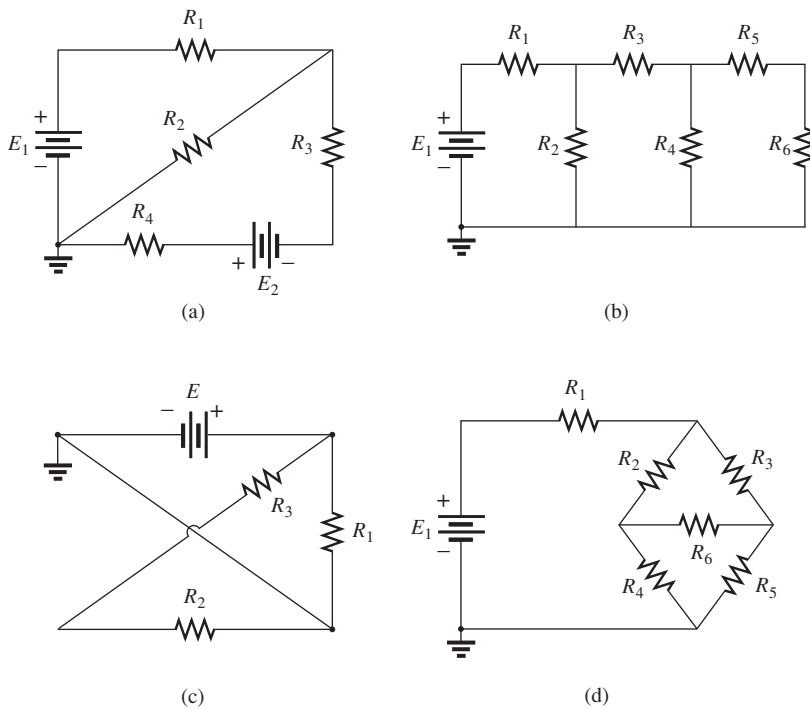 R1
R2
R3
R4
+
E1
−
+
E2
−
(a)
R1
R3
R5
+
E1
−
R2
R4
R6
(b)
E
−
+
R3
R1
R2
(c)
R1
R2
R3
+
E1
−
R6
R4
R5
(d)